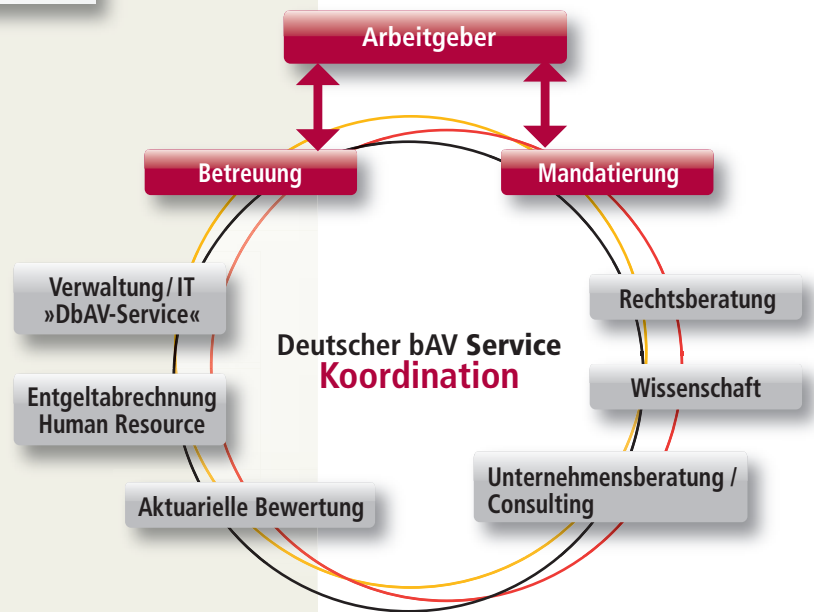 Arbeitgeber
Betreuung
Mandatierung
Verwaltung/IT
»DbAV-Service«
Rechtsberatung
Deutscher bAV Service
Koordination
Entgeltabrechnung
Human Resource
Wissenschaft
Aktuarielle Bewertung
Unternehmensberatung /
Consulting